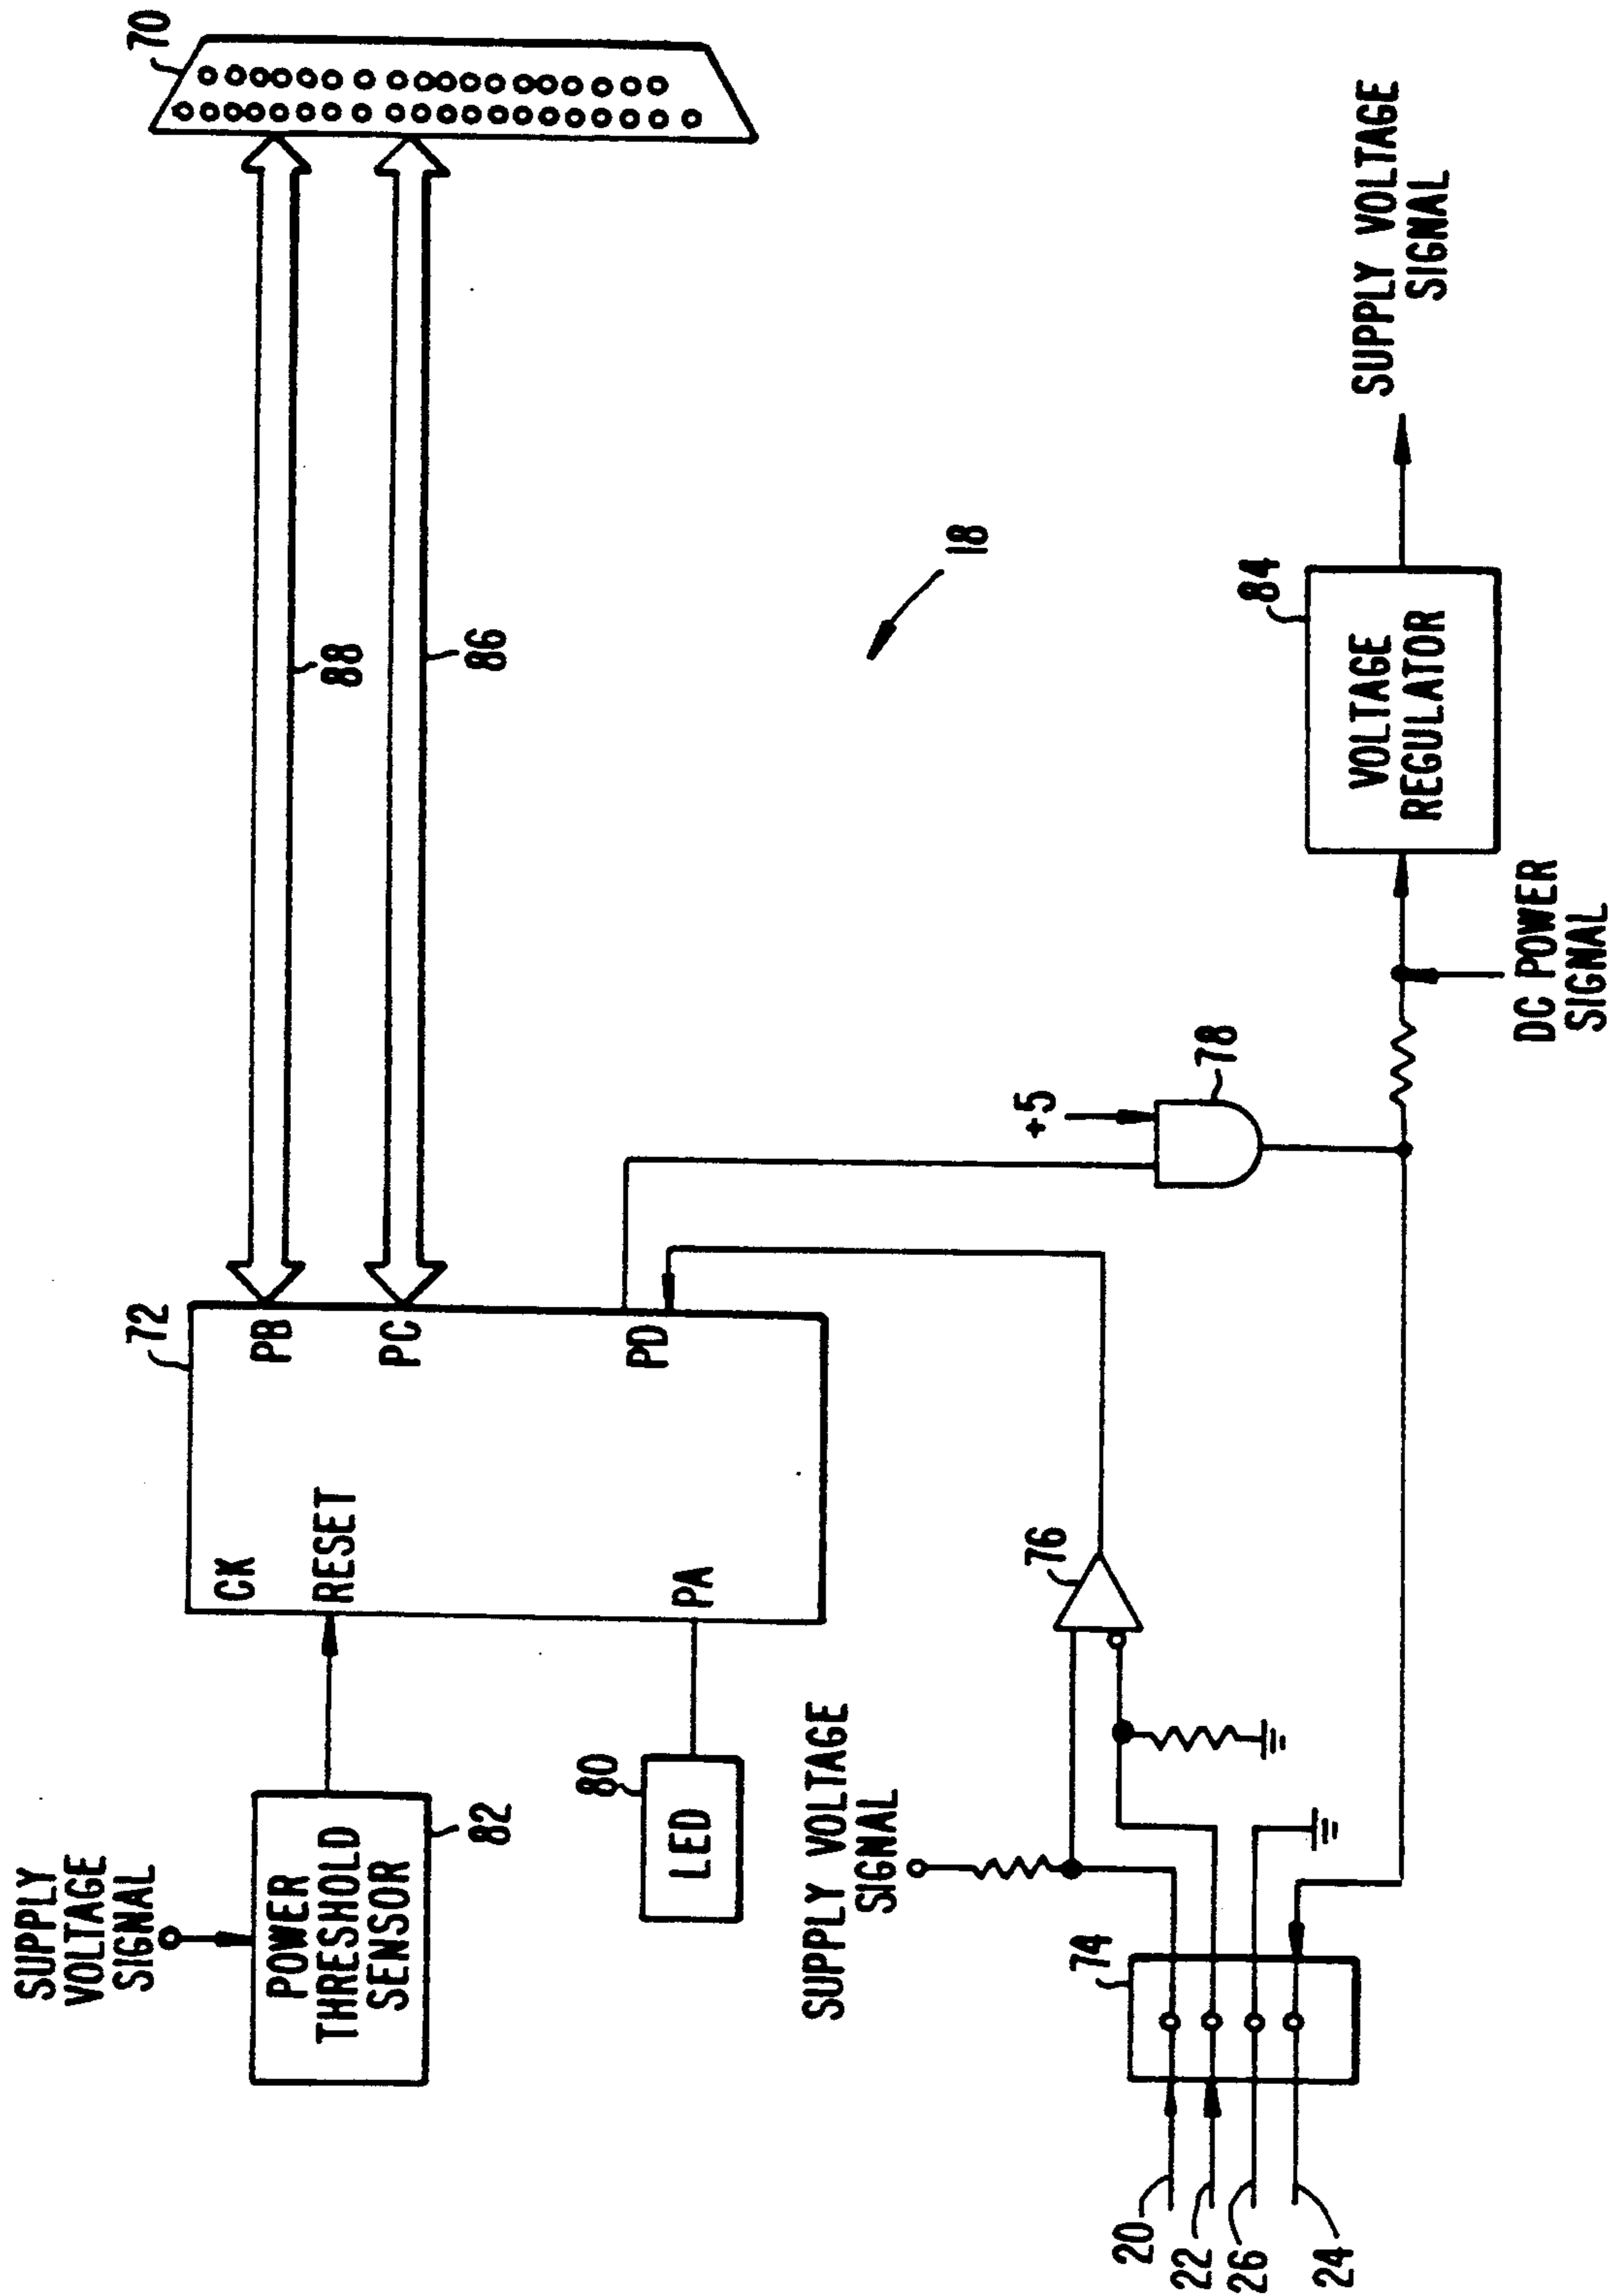 SUPPLY
VOLTAGE
SIGNAL
POWER
THRESHOLD
SENSOR
82
CK
RESET
PA
72
PB
PC
PD
88
86
70
80
LED
SUPPLY VOLTAGE
SIGNAL
76
18
+5
78
74
20
22
26
24
DC POWER
SIGNAL
84
VOLTAGE
REGULATOR
SUPPLY VOLTAGE
SIGNAL